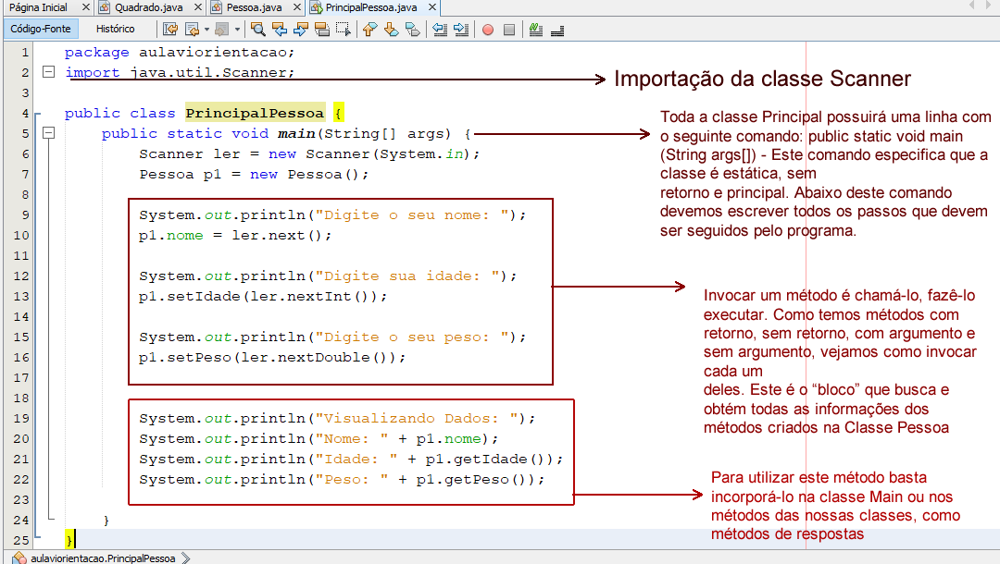 Página Inicial
Quadrado.java
Pessoa.java
PrincipalPessoa.java
Código-Fonte
Histórico
1 package aulaviorientacao;
2 import java.util.Scanner;
Importação da classe Scanner
3
4 public class PrincipalPessoa {
5 public static void main(String[] args) {
6 Scanner ler = new Scanner(System.in);
7 Pessoa p1 = new Pessoa();
Toda a classe Principal possuirá uma linha com
o seguinte comando: public static void main
(String args[]) - Este comando especifica que a
classe é estática, sem
retorno e principal. Abaixo deste comando
devemos escrever todos os passos que devem
ser seguidos pelo programa.
8
9 System.out.println("Digite o seu nome: ");
10 p1.nome = ler.next();
11
12 System.out.println("Digite sua idade: ");
13 p1.setIdade(ler.nextInt());
14
15 System.out.println("Digite o seu peso: ");
16 p1.setPeso(ler.nextDouble());
17
Invocar um método é chamá-lo, fazê-lo
executar. Como temos métodos com
retorno, sem retorno, com argumento e
sem argumento, vejamos como invocar
cada um
deles. Este é o “bloco” que busca e
obtém todas as informações dos
métodos criados na Classe Pessoa
18
19 System.out.println("Visualizando Dados: ");
20 System.out.println("Nome: " + p1.nome);
21 System.out.println("Idade: " + p1.getIdade());
22 System.out.println("Peso: " + p1.getPeso());
23
24 }
25 }
Para utilizar este método basta
incorporá-lo na classe Main ou nos
métodos das nossas classes, como
métodos de respostas
aulaviorientacao.PrincipalPessoa